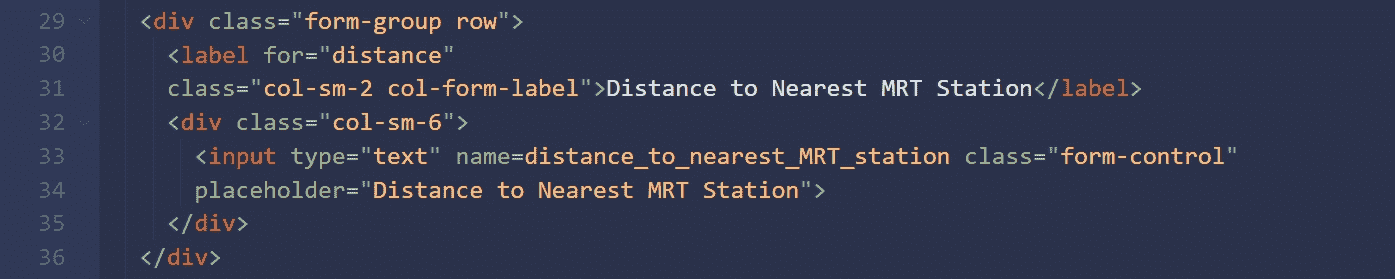 29 <div class="form-group row">
30 <label for="distance"
31 class="col-sm-2 col-form-label">Distance to Nearest MRT Station</label>
32 <div class="col-sm-6">
33 <input type="text" name=distance_to_nearest_MRT_station class="form-control"
34 placeholder="Distance to Nearest MRT Station">
35 </div>
36 </div>